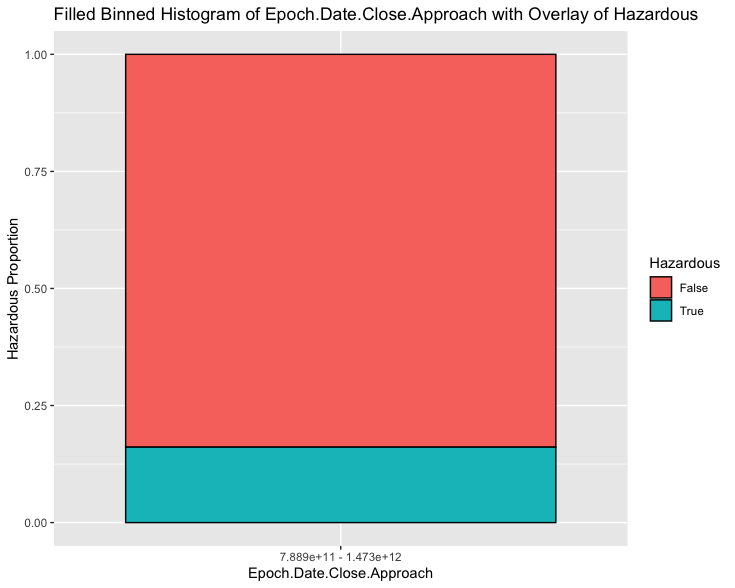 Filled Binned Histogram of Epoch.Date.Close.Approach with Overlay of Hazardous
1.00
0.75
0.50
0.25
0.00
Hazardous Proportion
7.889e+11 - 1.473e+12
Epoch.Date.Close.Approach
Hazardous
False
True